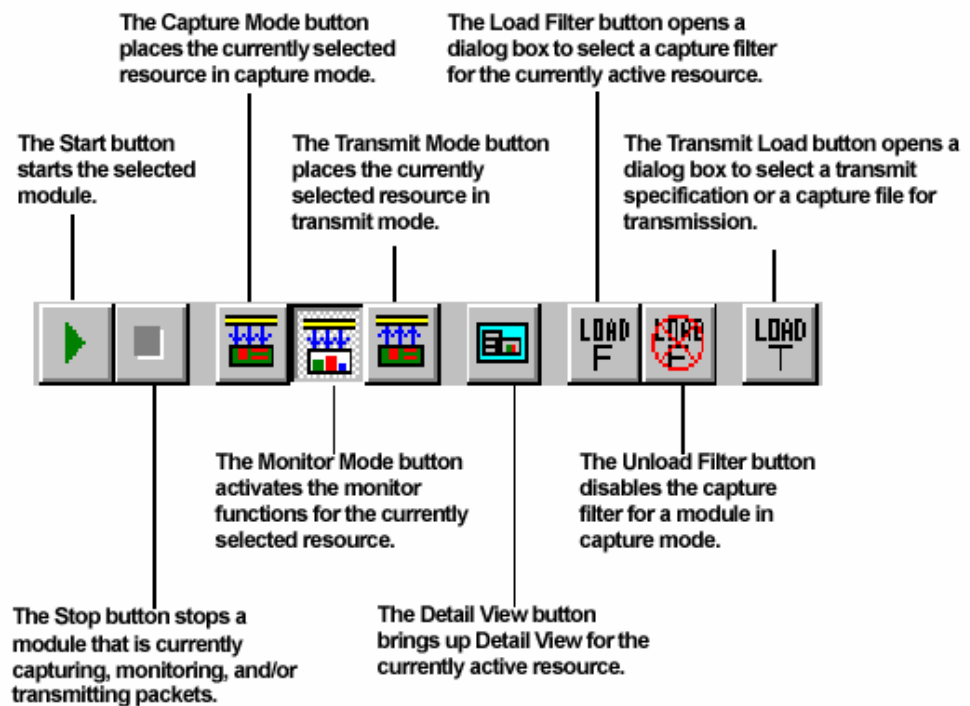 The Capture Mode button
places the currently selected
resource in capture mode.
The Load Filter button opens a
dialog box to select a capture filter
for the currently active resource.
The Start button
starts the selected
module.
The Transmit Mode button
places the currently
selected resource in
transmit mode.
The Transmit Load button opens a
dialog box to select a transmit
specification or a capture file for
transmission.
LOAD
F
LOAD
F
LOAD
T
The Monitor Mode button
activates the monitor
functions for the currently
selected resource.
The Unload Filter button
disables the capture
filter for a module in
capture mode.
The Stop button stops a
module that is currently
capturing, monitoring, and/or
transmitting packets.
The Detail View button
brings up Detail View for the
currently active resource.